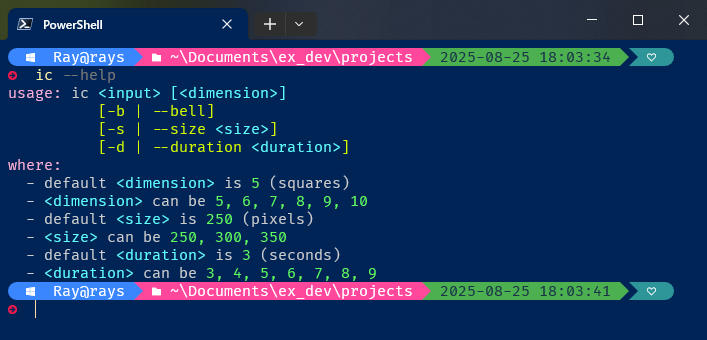 PowerShell
Ray@rays ~\Documents\ex_dev\projects 2025-08-25 18:03:34
ic --help
usage: ic <input> [<dimension>]
[-b | --bell]
[-s | --size <size>]
[-d | --duration <duration>]
where:
- default <dimension> is 5 (squares)
- <dimension> can be 5, 6, 7, 8, 9, 10
- default <size> is 250 (pixels)
- <size> can be 250, 300, 350
- default <duration> is 3 (seconds)
- <duration> can be 3, 4, 5, 6, 7, 8, 9
Ray@rays ~\Documents\ex_dev\projects 2025-08-25 18:03:41